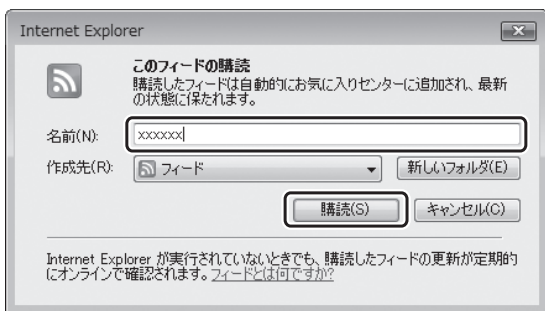 Internet Explorer
このフィードの購読
購読したフィードは自動的にお気に入りセンターに追加され、最新
の状態に保たれます。
名前(N):
xxxxxx
作成先(R):
フィード
新しいフォルダ(E)
購読(S)
キャンセル(C)
Internet Explorer が実行されていないときでも、購読したフィードの更新が定期的
にオンラインで確認されます。フィードとは何ですか?